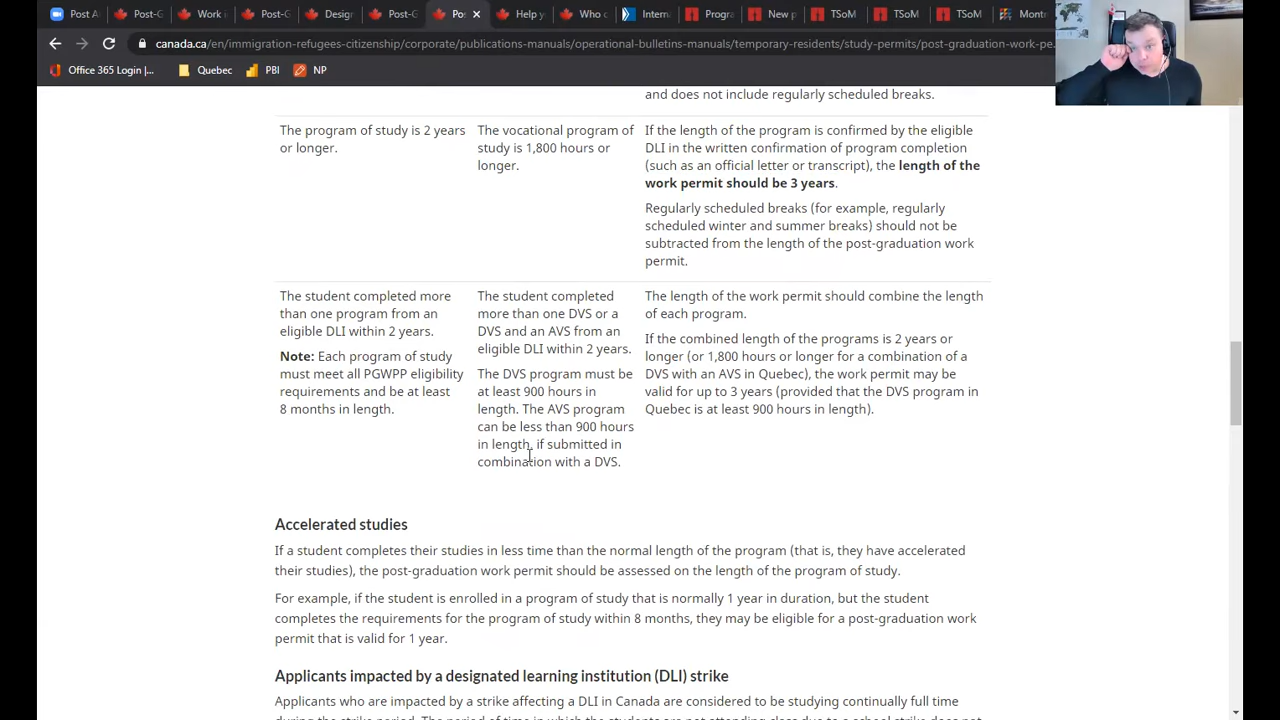 Post Al
Post-G
Work i
Post-G
Design
Post-G
Pos
Help y
Who c
Interna
Progra
New p
TSoM
TSoM
TSoM
Montr
canada.ca/en/immigration-refugees-citizenship/corporate/publications-manuals/operational-bulletins-manuals/temporary-residents/study-permits/post-graduation-work-pe...
Office 365 Login |...
Quebec
PBI
NP
and does not include regularly scheduled breaks.
The program of study is 2 years
or longer.
The vocational program of
study is 1,800 hours or
longer.
If the length of the program is confirmed by the eligible
DLI in the written confirmation of program completion
(such as an official letter or transcript), the length of the
work permit should be 3 years.
Regularly scheduled breaks (for example, regularly
scheduled winter and summer breaks) should not be
subtracted from the length of the post-graduation work
permit.
The student completed more
than one program from an
eligible DLI within 2 years.
Note: Each program of study
must meet all PGWPP eligibility
requirements and be at least
8 months in length.
The student completed
more than one DVS or a
DVS and an AVS from an
eligible DLI within 2 years.
The DVS program must be
at least 900 hours in
length. The AVS program
can be less than 900 hours
in length, if submitted in
combination with a DVS.
The length of the work permit should combine the length
of each program.
If the combined length of the programs is 2 years or
longer (or 1,800 hours or longer for a combination of a
DVS with an AVS in Quebec), the work permit may be
valid for up to 3 years (provided that the DVS program in
Quebec is at least 900 hours in length).
Accelerated studies
If a student completes their studies in less time than the normal length of the program (that is, they have accelerated
their studies), the post-graduation work permit should be assessed on the length of the program of study.
For example, if the student is enrolled in a program of study that is normally 1 year in duration, but the student
completes the requirements for the program of study within 8 months, they may be eligible for a post-graduation work
permit that is valid for 1 year.
Applicants impacted by a designated learning institution (DLI) strike
Applicants who are impacted by a strike affecting a DLI in Canada are considered to be studying continually full time
during the strike period. The period of time in which the students are not attending class due to a school strike does not